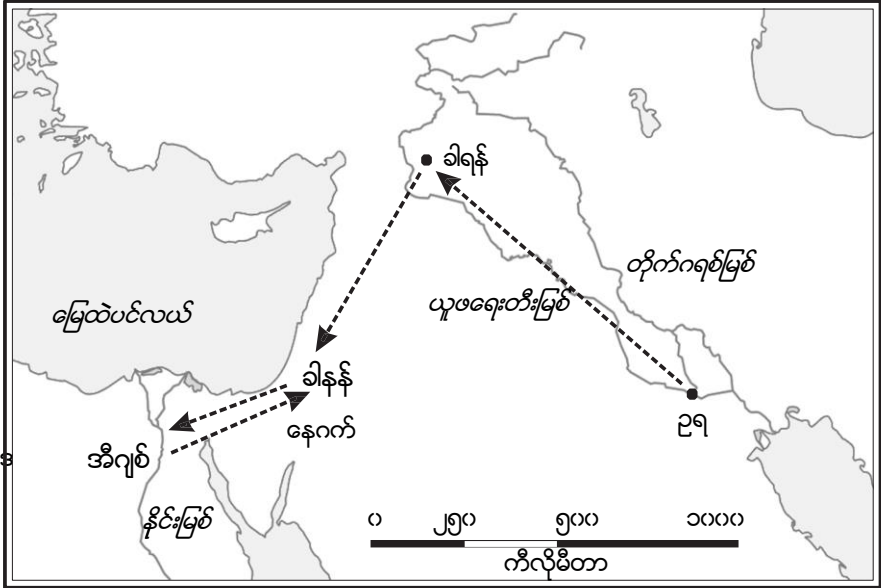 ခါရန်
တိုက်ဂရစ်မြစ်
ယူဖရေးတီးမြစ်
မြေထဲပင်လယ်
ခါနန်
နေဂက်
ဥရ
အီဂျစ်
နိုင်းမြစ်
၀ ၂၅၀ ၅၀၀ ၁၀၀၀
ကီလိုမီတာ